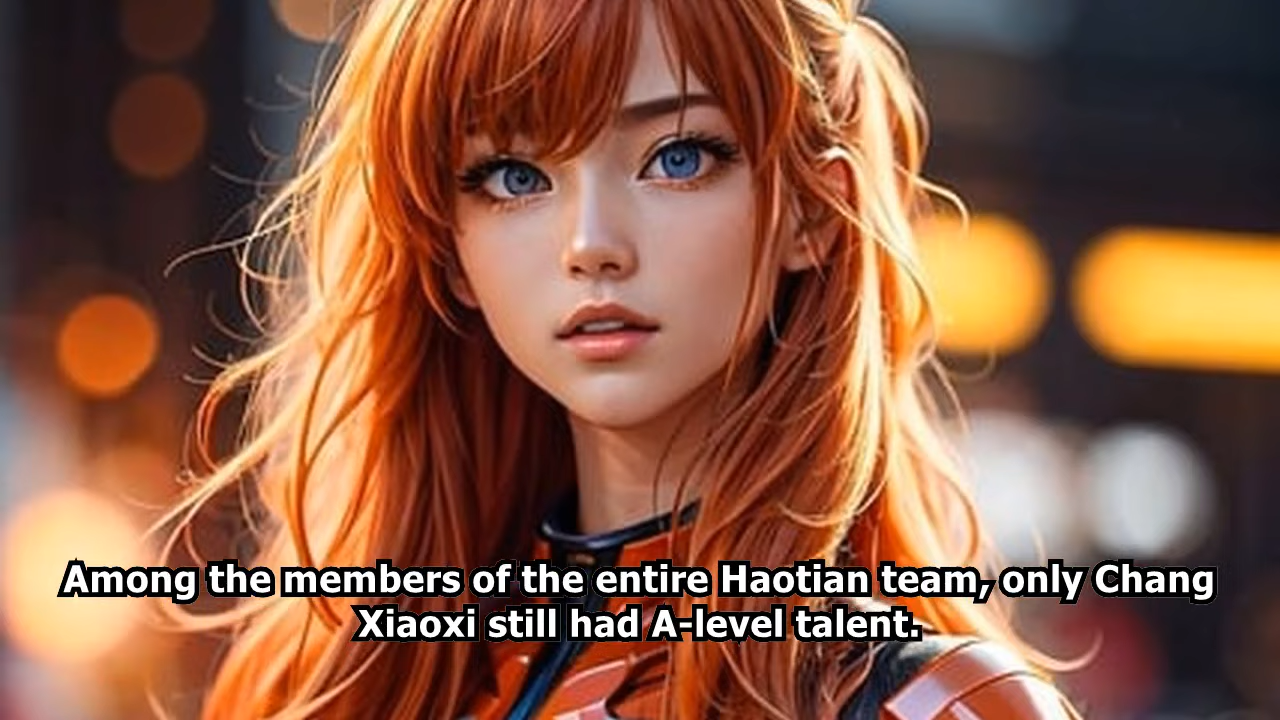 Among the members of the entire Haotian team, only Chang
Xiaoxi still had A-level talent.